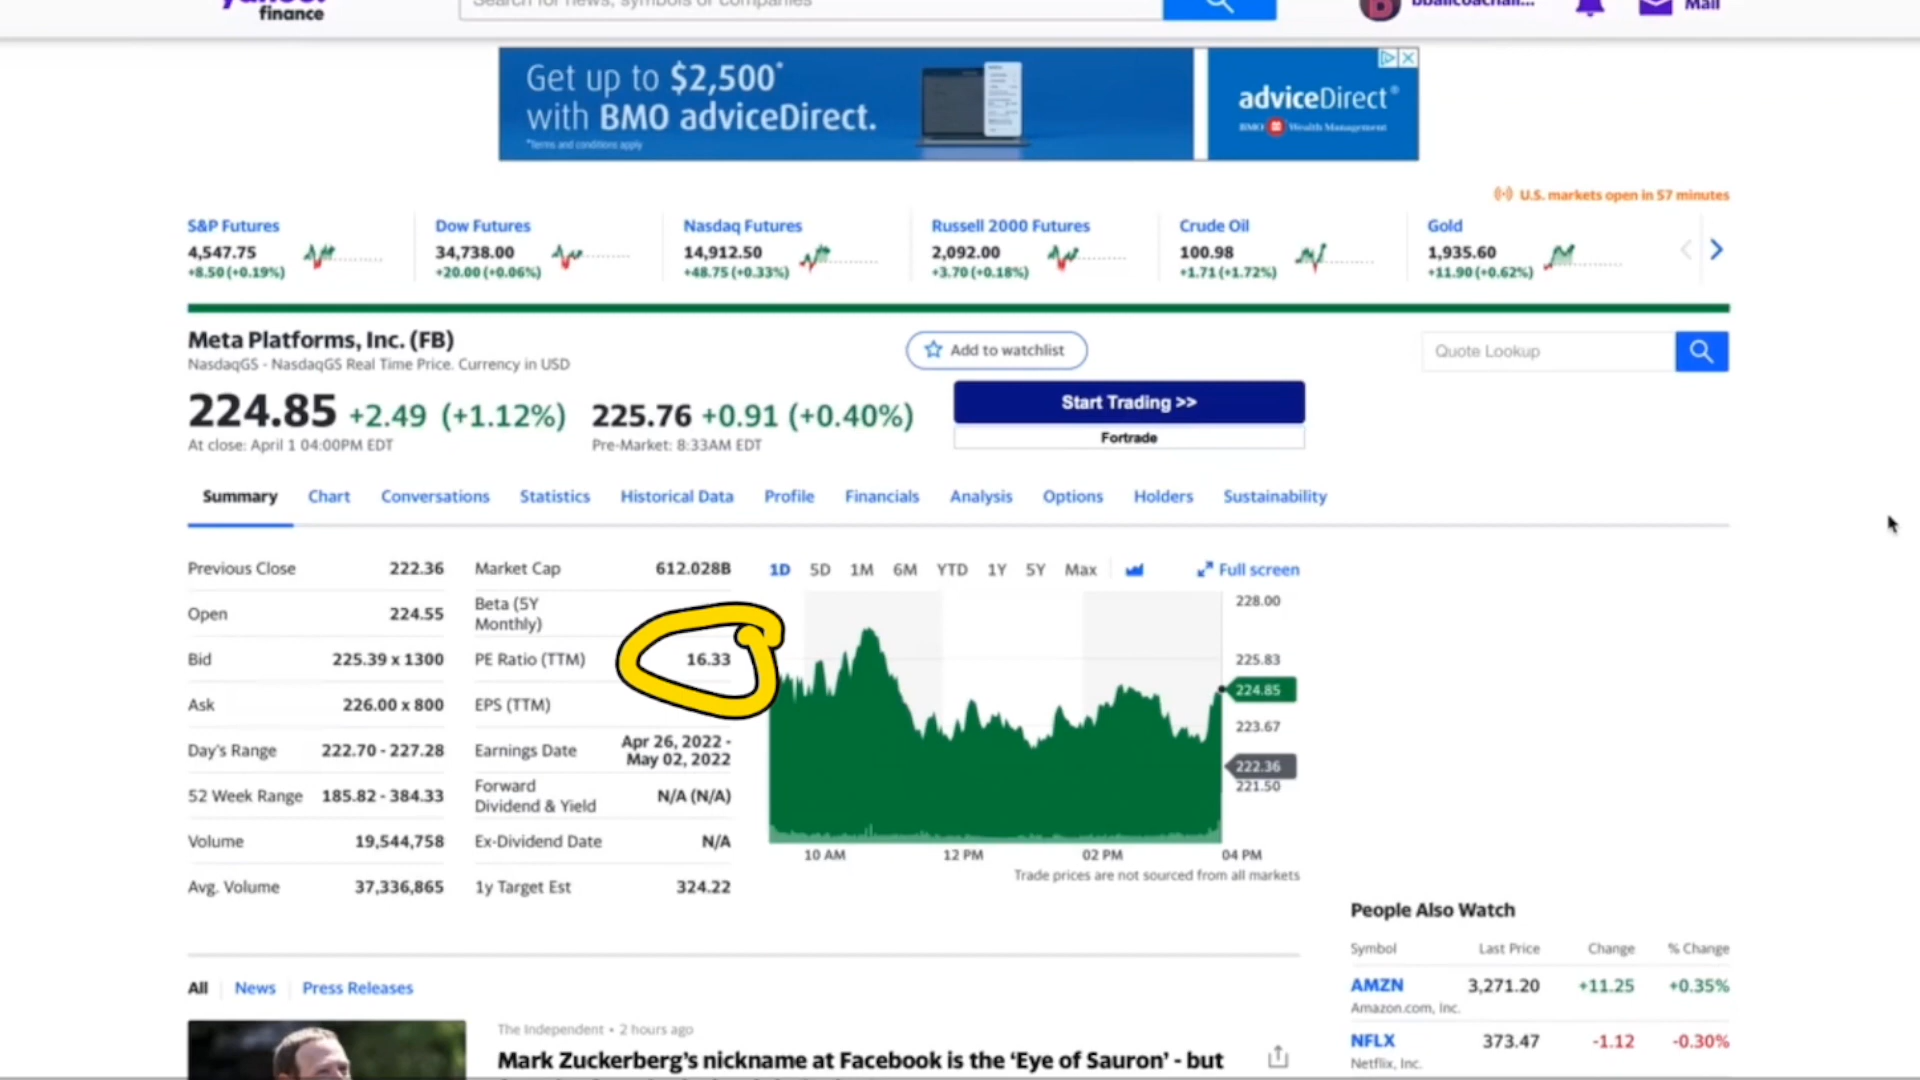 finance
Mail
Get up to $2,500*
with BMO adviceDirect.
*Terms and conditions apply
adviceDirect®
BMO Wealth Management
U.S. markets open in 57 minutes
S&P Futures
4,547.75
+8.50 (+0.19%)
Dow Futures
34,738.00
+20.00 (+0.06%)
Nasdaq Futures
14,912.50
+48.75 (+0.33%)
Russell 2000 Futures
2,092.00
+3.70 (+0.18%)
Crude Oil
100.98
+1.71 (+1.72%)
Gold
1,935.60
+11.90 (+0.62%)
Meta Platforms, Inc. (FB)
NasdaqGS - NasdaqGS Real Time Price. Currency in USD
Add to watchlist
Quote Lookup
224.85 +2.49 (+1.12%)
At close: April 1 04:00PM EDT
225.76 +0.91 (+0.40%)
Pre-Market: 8:33AM EDT
Start Trading >>
Fortrade
Summary Chart Conversations Statistics Historical Data Profile Financials Analysis Options Holders Sustainability
Previous Close 222.36
Open 224.55
Bid 225.39 x 1300
Ask 226.00 x 800
Day's Range 222.70 - 227.28
52 Week Range 185.82 - 384.33
Volume 19,544,758
Avg. Volume 37,336,865
Market Cap 612.028B
Beta (5Y
Monthly)
PE Ratio (TTM) 16.33
EPS (TTM)
Earnings Date Apr 26, 2022 -
May 02, 2022
Forward
Dividend & Yield N/A (N/A)
Ex-Dividend Date N/A
1y Target Est 324.22
1D 5D 1M 6M YTD 1Y 5Y Max Full screen
228.00
225.83
224.85
223.67
222.36
221.50
10 AM 12 PM 02 PM 04 PM
Trade prices are not sourced from all markets
People Also Watch
Symbol Last Price Change % Change
AMZN 3,271.20 +11.25 +0.35%
Amazon.com, Inc.
NFLX 373.47 -1.12 -0.30%
Netflix, Inc.
All News Press Releases
The Independent • 2 hours ago
Mark Zuckerberg's nickname at Facebook is the 'Eye of Sauron' - but